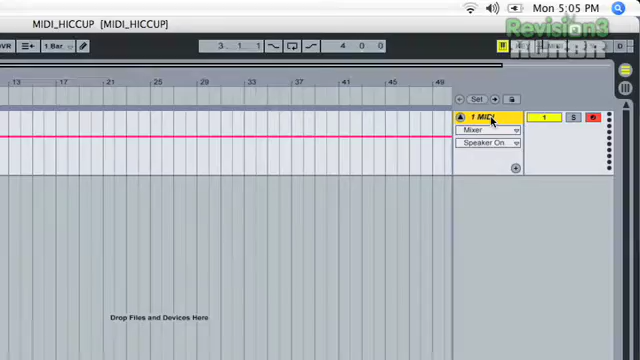 Mon 5:05 PM
MIDI_HICCUP [MIDI_HICCUP]
Revision3
OVR 1 Bar 3. 1. 1 4 0 0 D
13 17 21 25 29 33 37 41 45 49
Set
1 MIDI 1 S
Mixer
Speaker On
Drop Files and Devices Here